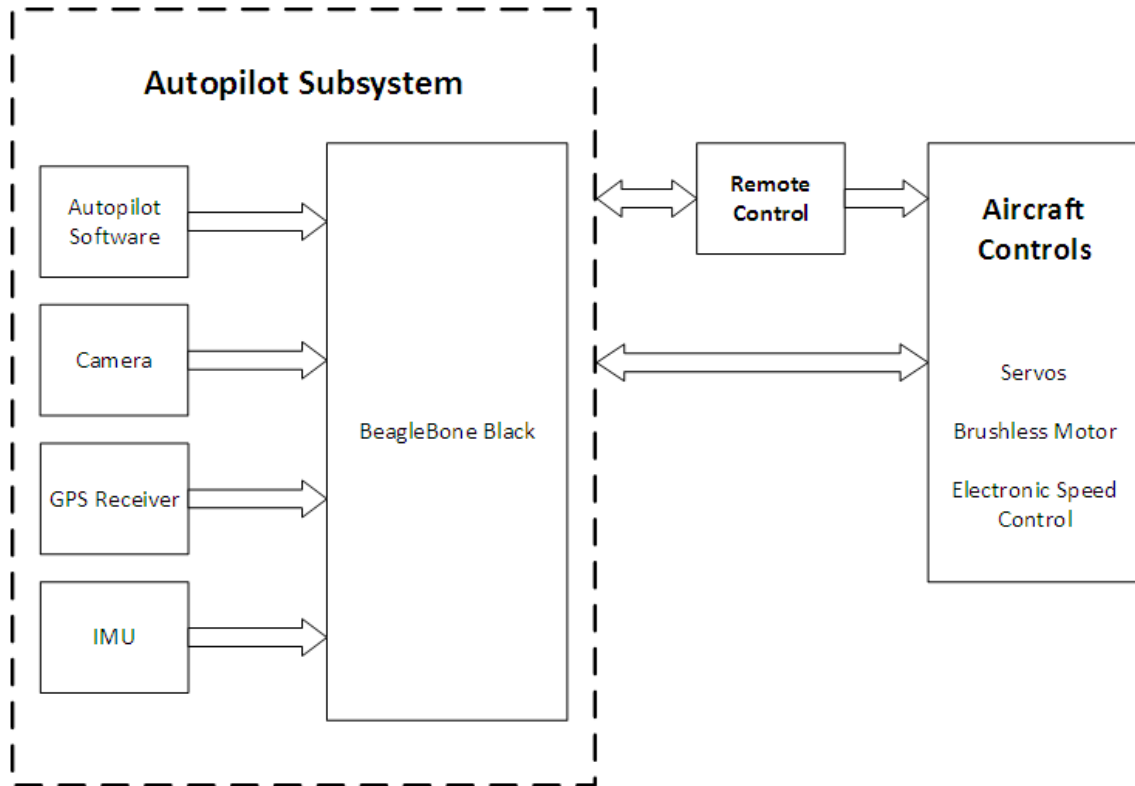 Autopilot Subsystem
Autopilot
Software
Camera
GPS Receiver
IMU
BeagleBone Black
Remote
Control
Aircraft
Controls
Servos
Brushless Motor
Electronic Speed
Control